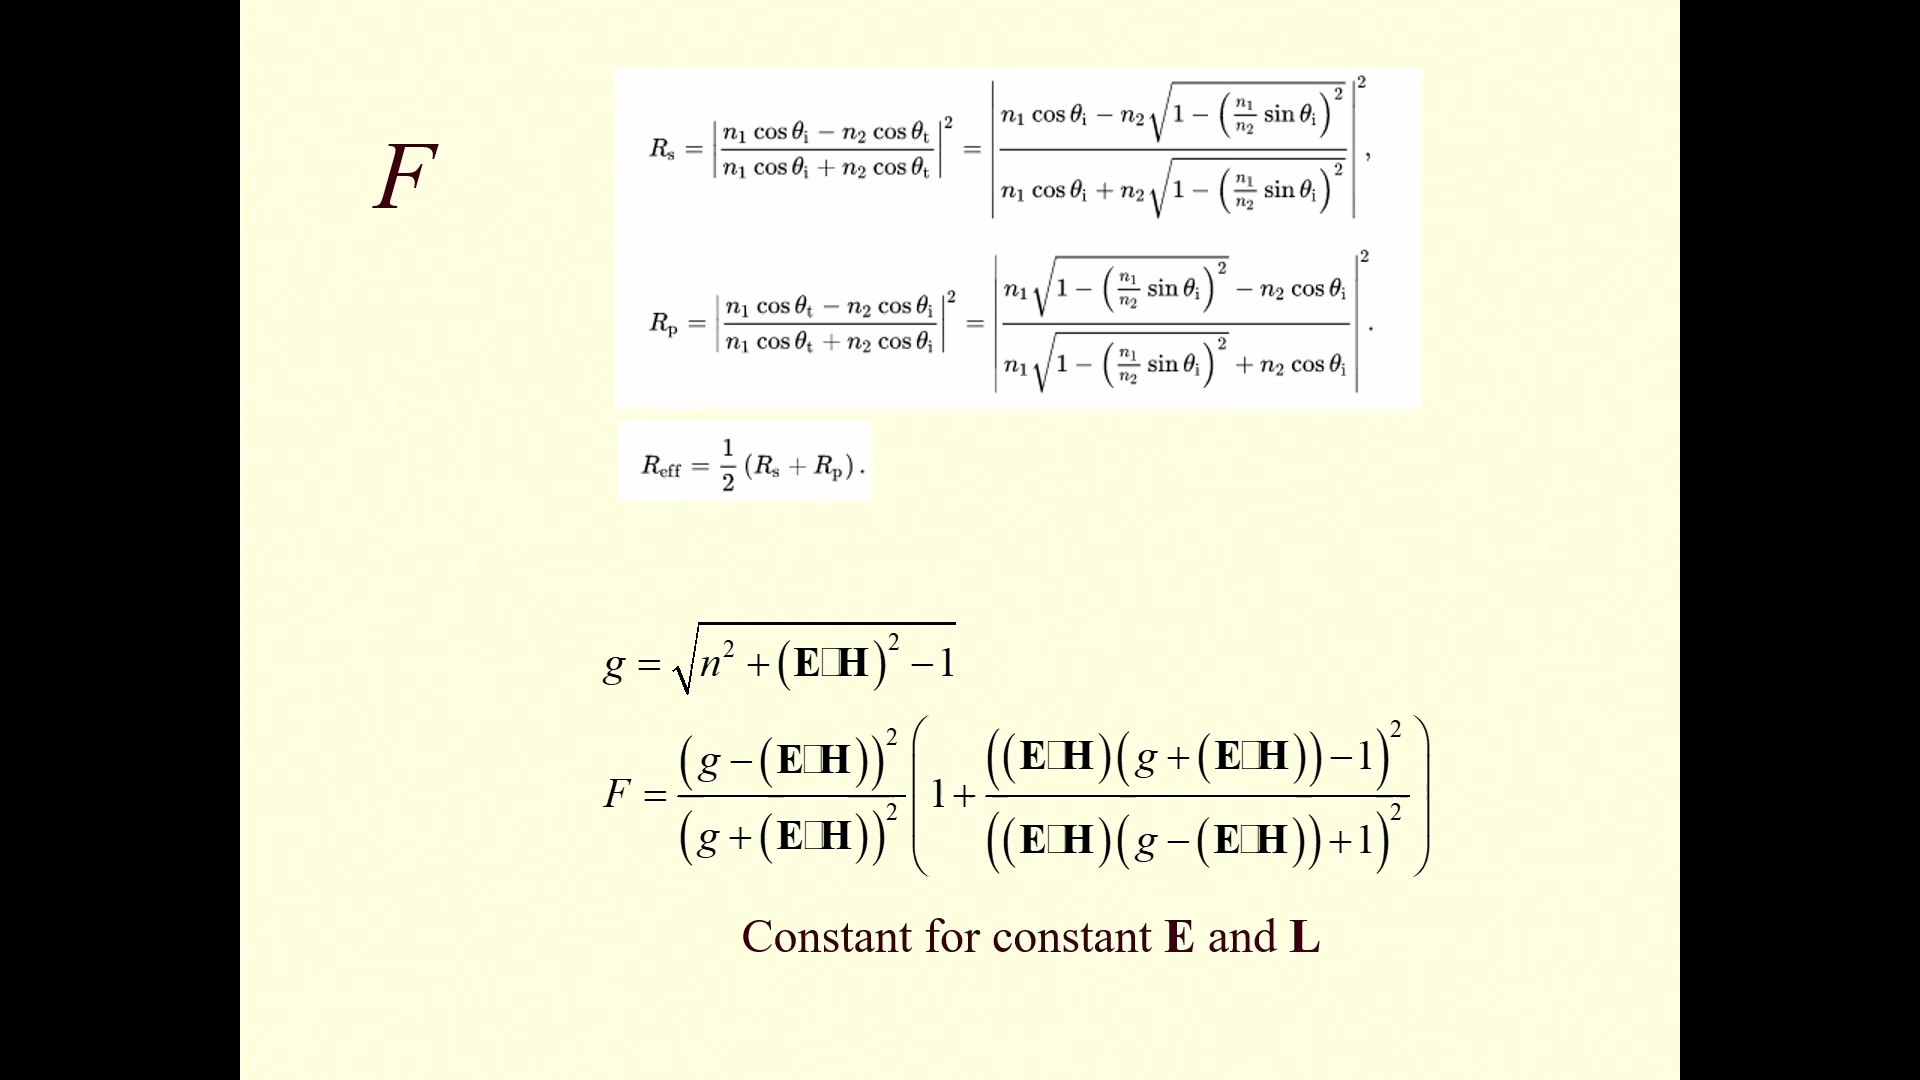 F
R_s = |(n_1 cos θ_i − n_2 cos θ_t) / (n_1 cos θ_i + n_2 cos θ_t)|^2 = |(n_1 cos θ_i − n_2 √(1 − (n_1/n_2 sin θ_i)^2)) / (n_1 cos θ_i + n_2 √(1 − (n_1/n_2 sin θ_i)^2))|^2,
R_p = |(n_1 cos θ_t − n_2 cos θ_i) / (n_1 cos θ_t + n_2 cos θ_i)|^2 = |(n_1 √(1 − (n_1/n_2 sin θ_i)^2) − n_2 cos θ_i) / (n_1 √(1 − (n_1/n_2 sin θ_i)^2) + n_2 cos θ_i)|^2.
R_eff = 1/2 (R_s + R_p).
g = √(n^2 + (E□H)^2 − 1)
F = (g − (E□H))^2 / (g + (E□H))^2 (1 + ((E□H)(g + (E□H)) − 1)^2 / ((E□H)(g − (E□H)) + 1)^2)
Constant for constant E and L